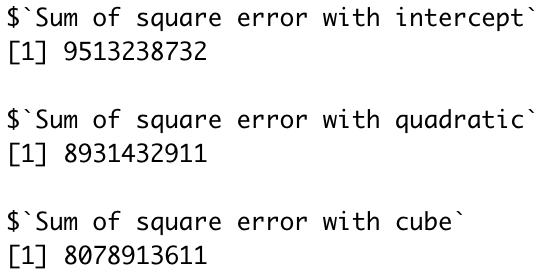 $`Sum of square error with intercept`
[1] 9513238732
$`Sum of square error with quadratic`
[1] 8931432911
$`Sum of square error with cube`
[1] 8078913611